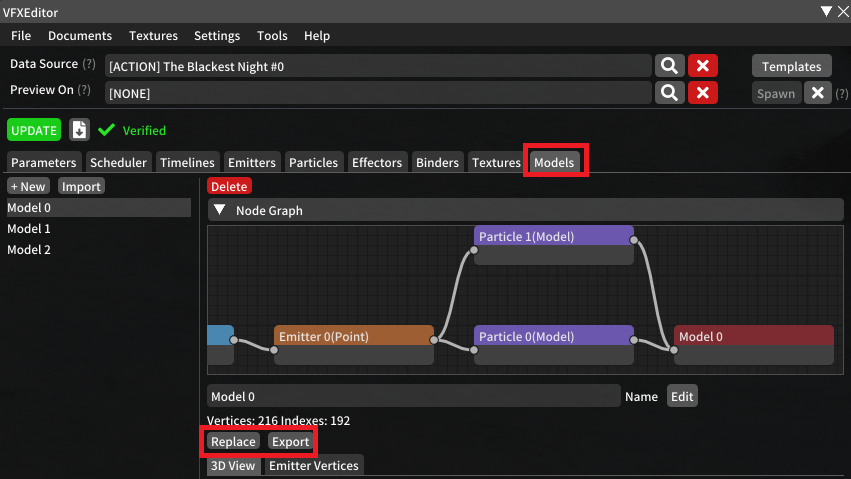 VFXEditor
File Documents Textures Settings Tools Help
Data Source (?) [ACTION] The Blackest Night #0 Templates
Preview On (?) [NONE] Spawn (?)
UPDATE Verified
Parameters Scheduler Timelines Emitters Particles Effectors Binders Textures Models
+ New Import Delete
Model 0 Node Graph
Model 1
Model 2
Particle 1(Model)
Emitter 0(Point) Particle 0(Model) Model 0
Model 0 Name Edit
Vertices: 216 Indexes: 192
Replace Export
3D View Emitter Vertices